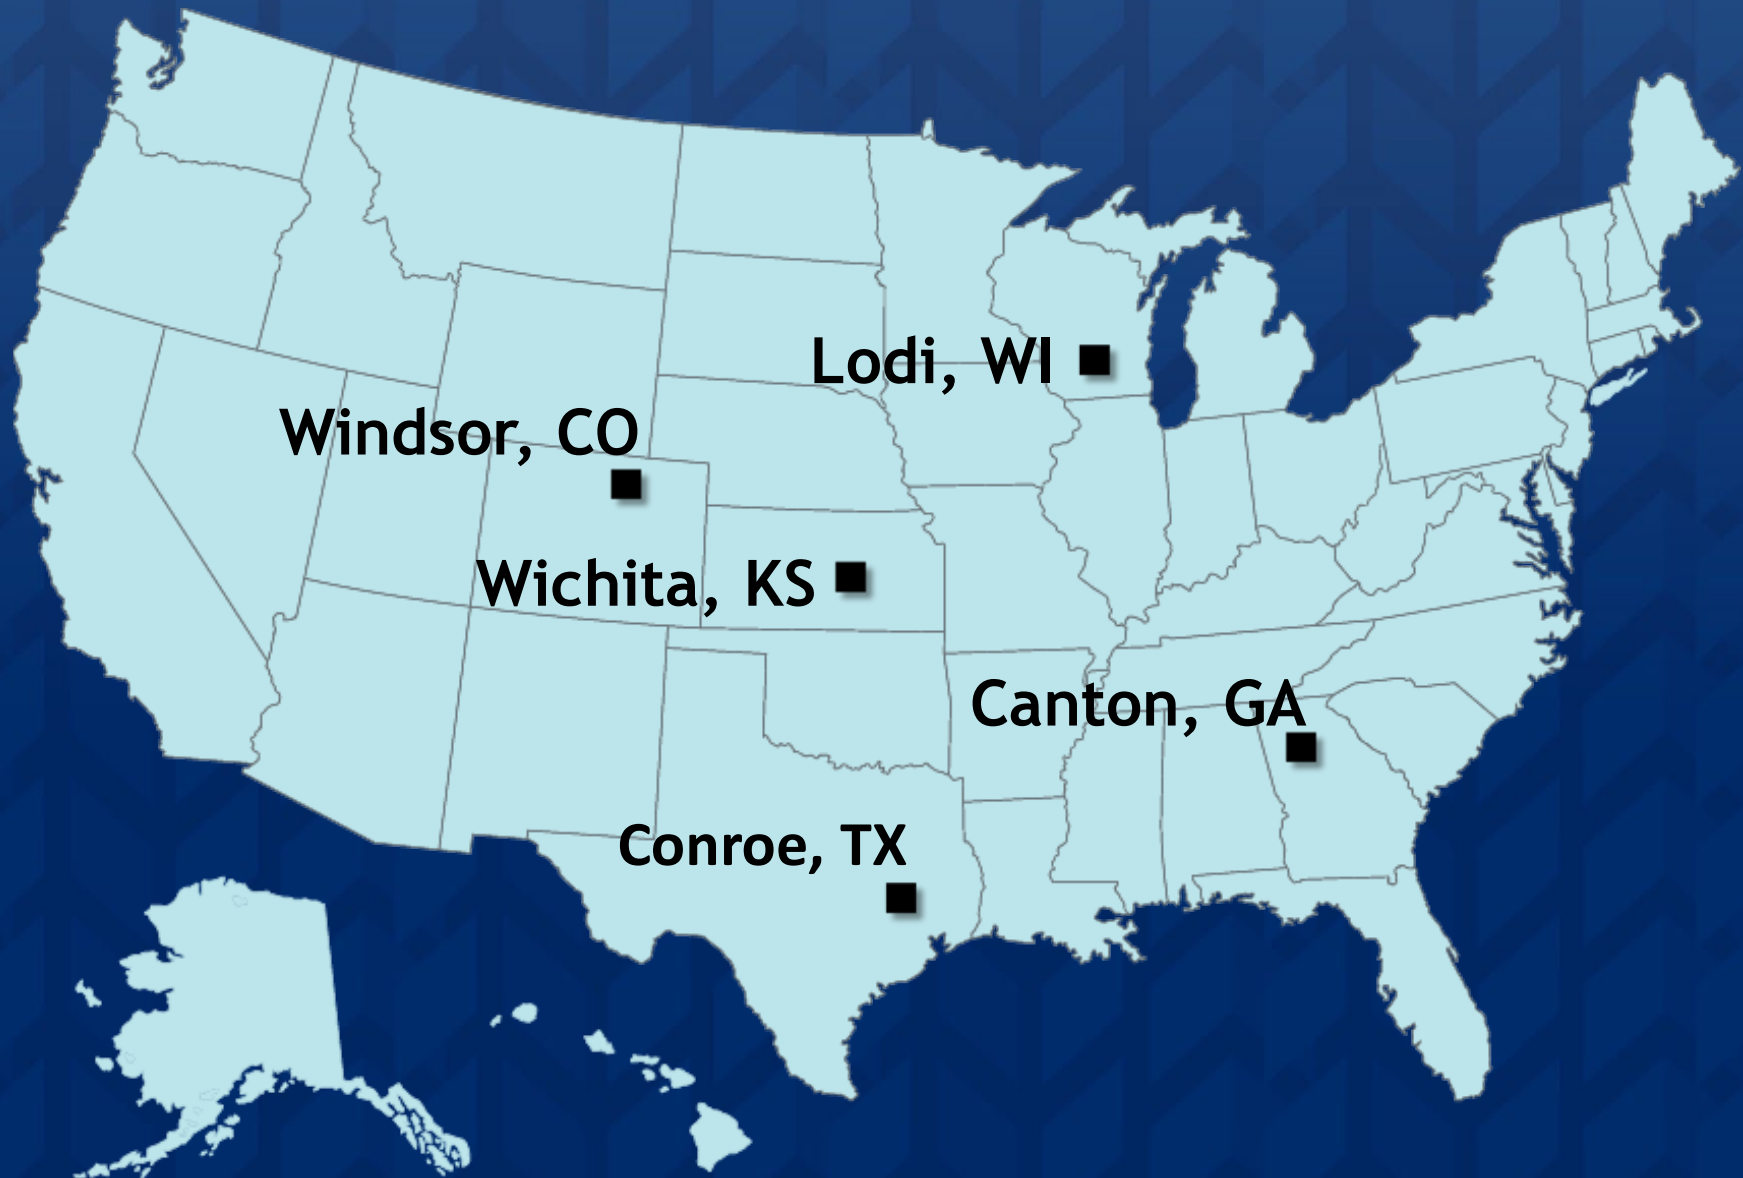 Lodi, WI
Windsor, CO
Wichita, KS
Canton, GA
Conroe, TX